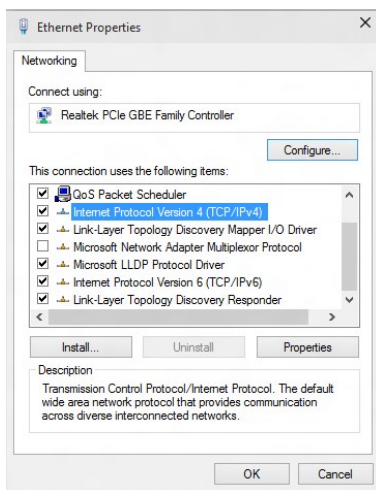 Ethernet Properties
Networking
Connect using:
Realtek PCIe GBE Family Controller
Configure...
This connection uses the following items:
QoS Packet Scheduler
Internet Protocol Version 4 (TCP/IPv4)
Link-Layer Topology Discovery Mapper I/O Driver
Microsoft Network Adapter Multiplexor Protocol
Microsoft LLDP Protocol Driver
Internet Protocol Version 6 (TCP/IPv6)
Link-Layer Topology Discovery Responder
Install...
Uninstall
Properties
Description
Transmission Control Protocol/Internet Protocol. The default
wide area network protocol that provides communication
across diverse interconnected networks.
OK
Cancel